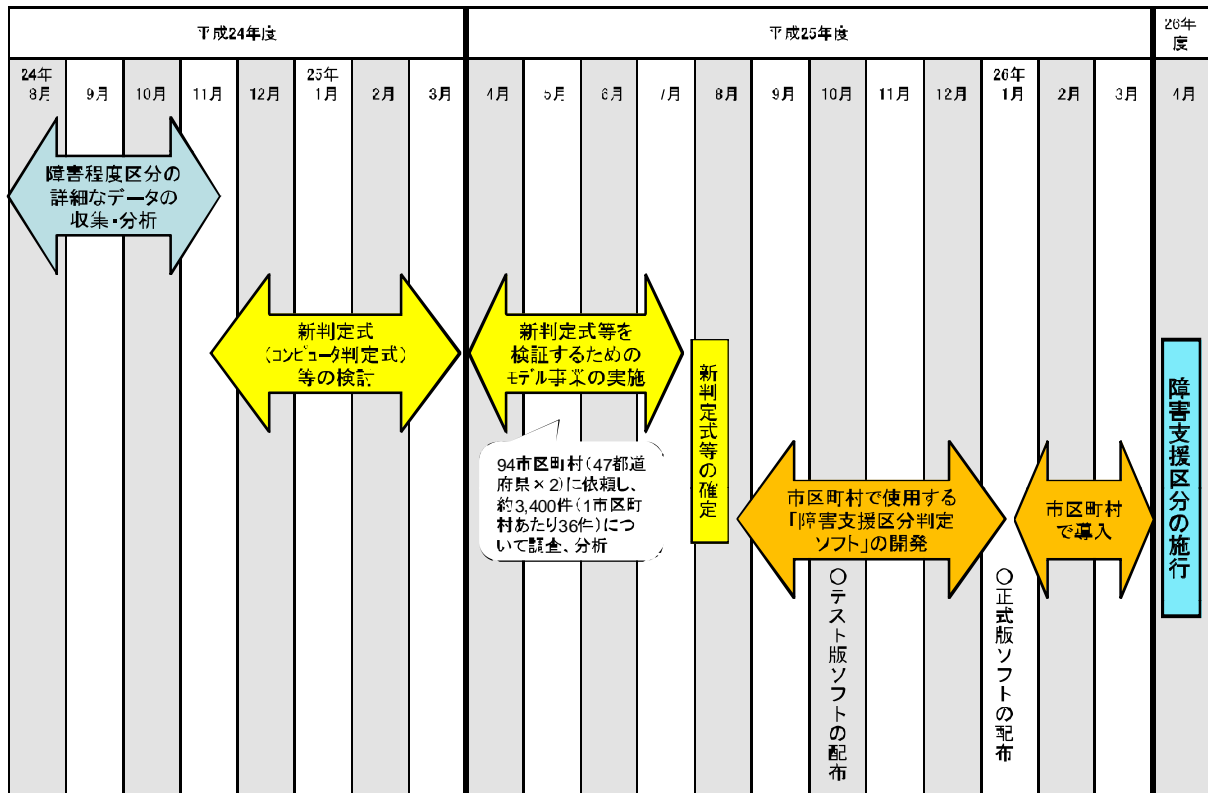 平成24年度
平成25年度
26年
度
24年
8月
9月
10月
11月
12月
25年
1月
2月
3月
4月
5月
6月
7月
8月
9月
10月
11月
12月
26年
1月
2月
3月
4月
障害程度区分の
詳細なデータの
収集・分析
新判定式
(コンピュータ判定式)
等の検討
新判定式等を
検証するための
モデル事業の実施
94市区町村(47都道
府県×2)に依頼し、
約3,400件(1市区町
村あたり36件)につ
いて調査、分析
新判定式等の確定
市区町村で使用する
「障害支援区分判定
ソフト」の開発
○テスト版ソフトの配布
市区町村
で導入
○正式版ソフトの配布
障害支援区分の施行